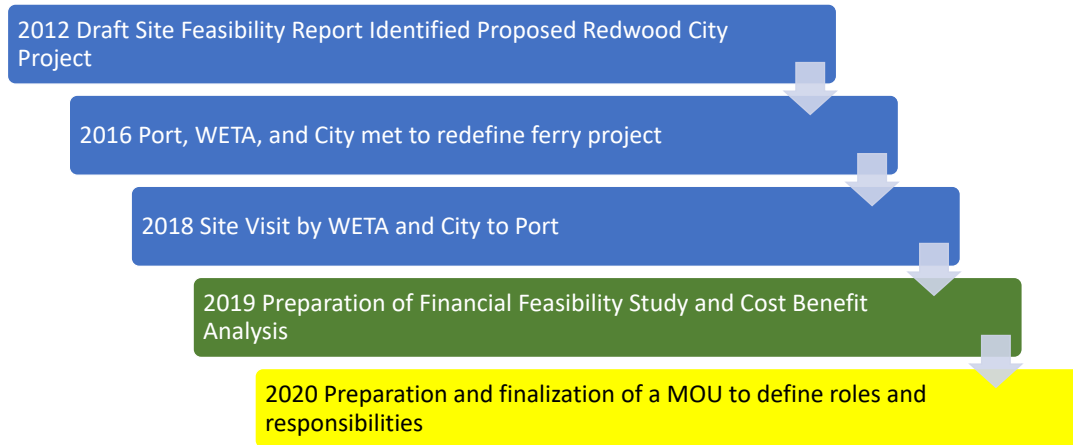 2012 Draft Site Feasibility Report Identified Proposed Redwood City
Project
2016 Port, WETA, and City met to redefine ferry project
2018 Site Visit by WETA and City to Port
2019 Preparation of Financial Feasibility Study and Cost Benefit
Analysis
2020 Preparation and finalization of a MOU to define roles and
responsibilities